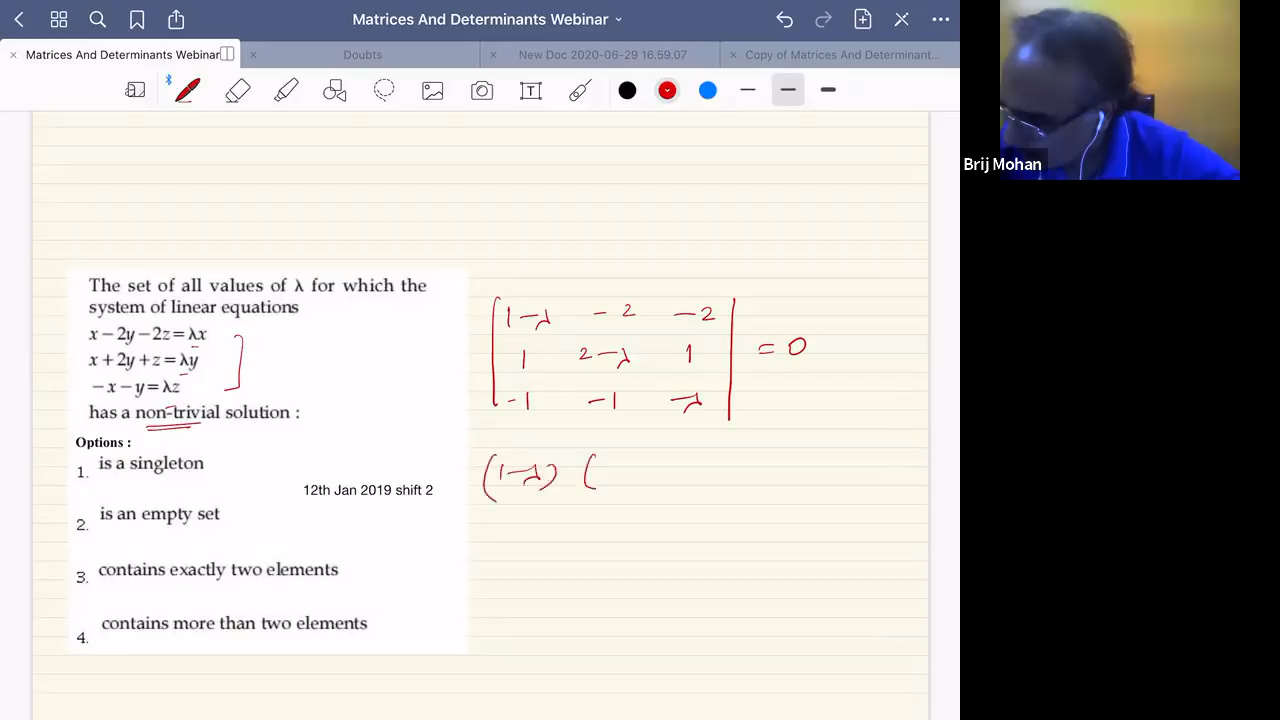 Matrices And Determinants Webinar
Matrices And Determinants Webinar
Doubts
New Doc 2020-06-29 16.59.07
Copy of Matrices And Determinant...
Brij Mohan
The set of all values of λ for which the
system of linear equations
x − 2y − 2z = λx
x + 2y + z = λy
− x − y = λz
has a non-trivial solution :
Options :
1. is a singleton
12th Jan 2019 shift 2
2. is an empty set
3. contains exactly two elements
4. contains more than two elements
1−λ −2 −2
1 2−λ 1 = 0
-1 -1 -λ
(1−λ) (